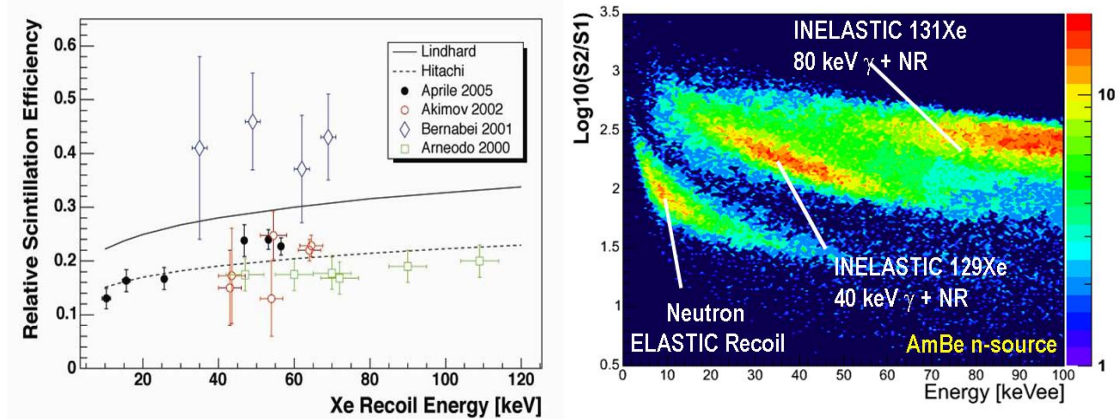 Relative Scintillation Efficiency
0.6
0.5
0.4
0.3
0.2
0.1
0
Lindhard
Hitachi
Aprile 2005
Akimov 2002
Bernabei 2001
Arneodo 2000
20 40 60 80 100 120
Xe Recoil Energy [keV]
Log10(S2/S1)
3.5
3
2.5
2
1.5
1
0.5
INELASTIC 131Xe
80 keV γ + NR
INELASTIC 129Xe
40 keV γ + NR
Neutron
ELASTIC Recoil
AmBe n-source
0 10 20 30 40 50 60 70 80 90 100
Energy [keVee]
10
1